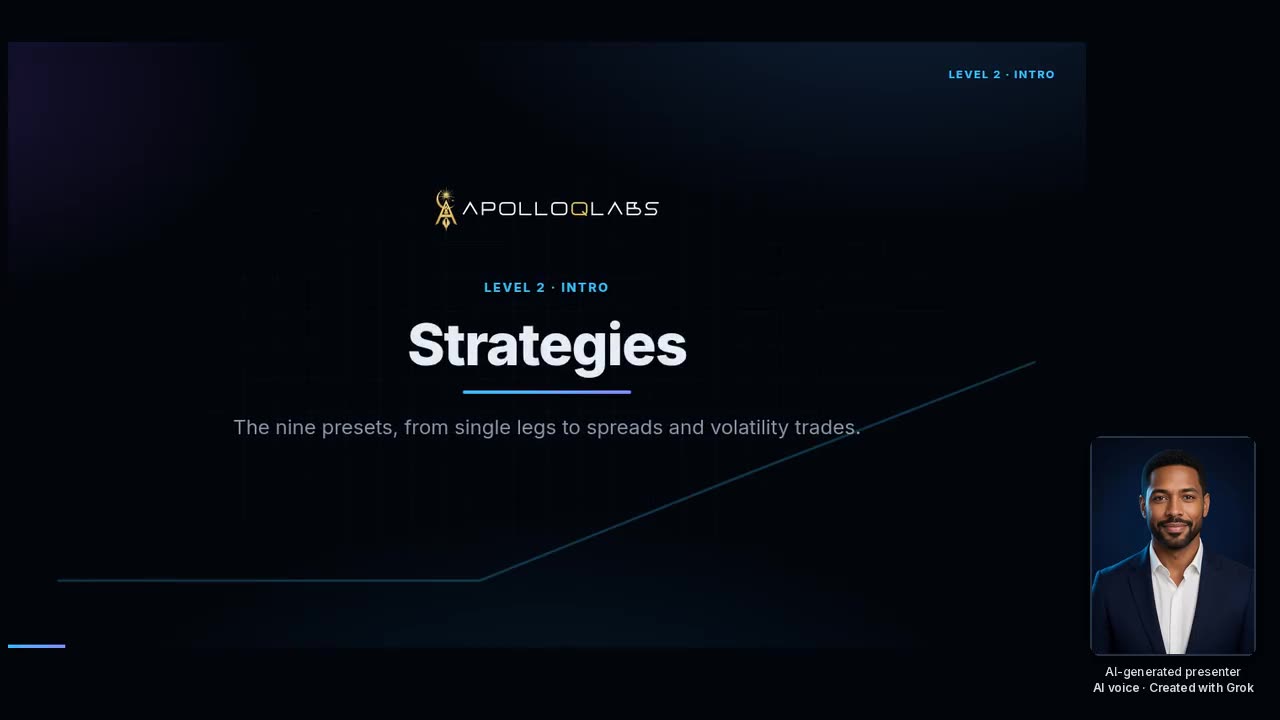 LEVEL 2 · INTRO
APOLLOQLABS
LEVEL 2 · INTRO
Strategies
The nine presets, from single legs to spreads and volatility trades.
AI-generated presenter
AI voice · Created with Grok